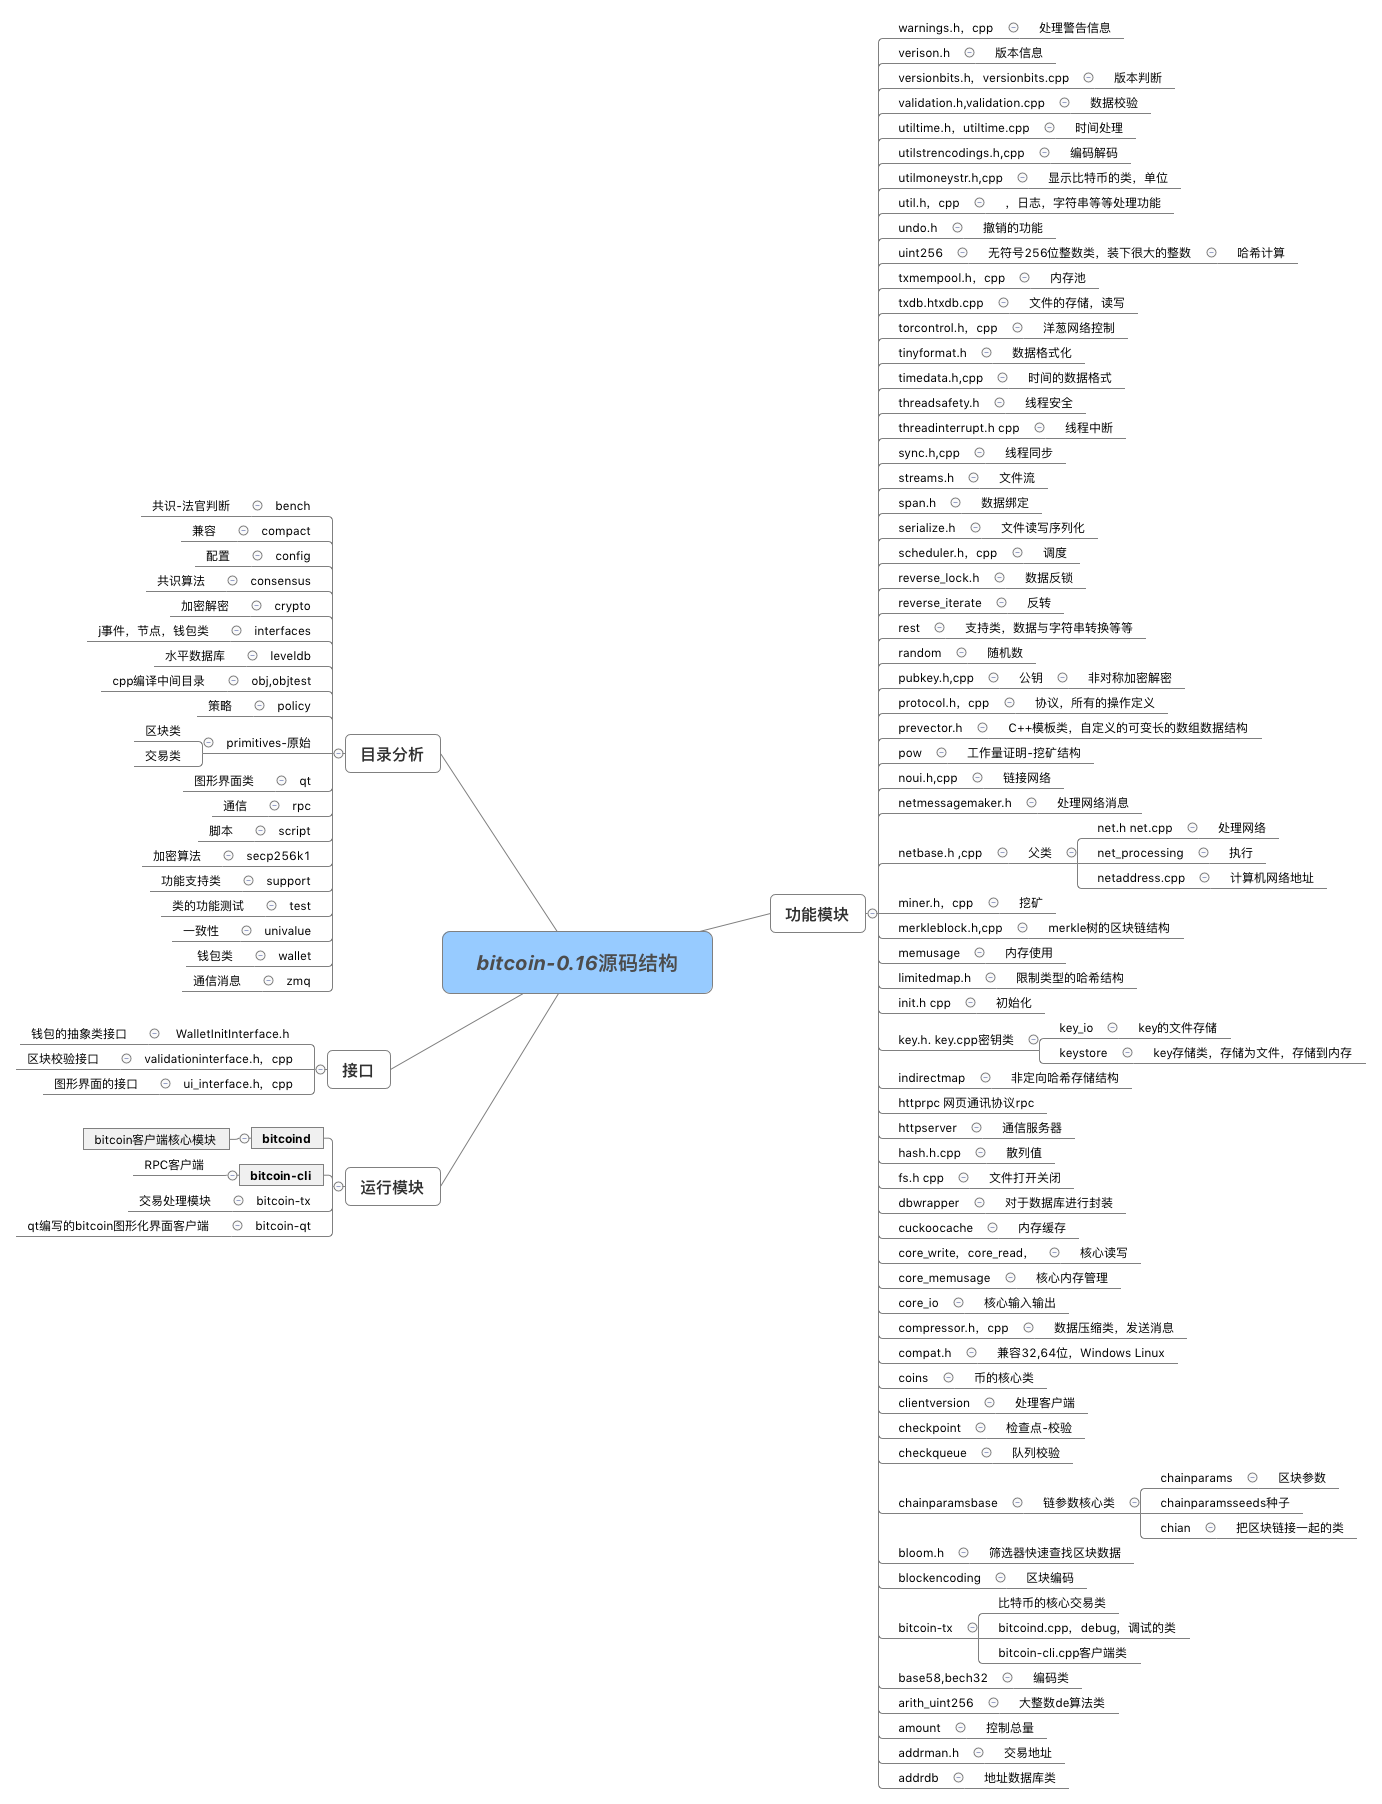 bitcoin-0.16源码结构
目录分析
共识-法官判断 bench
兼容 compact
配置 config
共识算法 consensus
加密解密 crypto
j事件，节点，钱包类 interfaces
水平数据库 leveldb
cpp编译中间目录 obj,objtest
策略 policy
区块类
primitives-原始
交易类
图形界面类 qt
通信 rpc
脚本 script
加密算法 secp256k1
功能支持类 support
类的功能测试 test
一致性 univalue
钱包类 wallet
通信消息 zmq
接口
钱包的抽象类接口 WalletInitInterface.h
区块校验接口 validationinterface.h，cpp
图形界面的接口 ui_interface.h，cpp
运行模块
bitcoin客户端核心模块 bitcoind
RPC客户端 bitcoin-cli
交易处理模块 bitcoin-tx
qt编写的bitcoin图形化界面客户端 bitcoin-qt
功能模块
warnings.h，cpp 处理警告信息
verison.h 版本信息
versionbits.h，versionbits.cpp 版本判断
validation.h,validation.cpp 数据校验
utiltime.h，utiltime.cpp 时间处理
utilstrencodings.h,cpp 编码解码
utilmoneystr.h,cpp 显示比特币的类，单位
util.h，cpp ，日志，字符串等等处理功能
undo.h 撤销的功能
uint256 无符号256位整数类，装下很大的整数 哈希计算
txmempool.h，cpp 内存池
txdb.htxdb.cpp 文件的存储，读写
torcontrol.h，cpp 洋葱网络控制
tinyformat.h 数据格式化
timedata.h,cpp 时间的数据格式
threadsafety.h 线程安全
threadinterrupt.h cpp 线程中断
sync.h,cpp 线程同步
streams.h 文件流
span.h 数据绑定
serialize.h 文件读写序列化
scheduler.h，cpp 调度
reverse_lock.h 数据反锁
reverse_iterate 反转
rest 支持类，数据与字符串转换等等
random 随机数
pubkey.h,cpp 公钥 非对称加密解密
protocol.h，cpp 协议，所有的操作定义
prevector.h C++模板类，自定义的可变长的数组数据结构
pow 工作量证明-挖矿结构
noui.h,cpp 链接网络
netmessagemaker.h 处理网络消息
net.h net.cpp 处理网络
netbase.h ,cpp 父类 net_processing 执行
netaddress.cpp 计算机网络地址
miner.h，cpp 挖矿
merkleblock.h,cpp merkle树的区块链结构
memusage 内存使用
limitedmap.h 限制类型的哈希结构
init.h cpp 初始化
key_io key的文件存储
key.h. key.cpp密钥类
keystore key存储类，存储为文件，存储到内存
indirectmap 非定向哈希存储结构
httprpc 网页通讯协议rpc
httpserver 通信服务器
hash.h.cpp 散列值
fs.h cpp 文件打开关闭
dbwrapper 对于数据库进行封装
cuckoocache 内存缓存
core_write，core_read， 核心读写
core_memusage 核心内存管理
core_io 核心输入输出
compressor.h，cpp 数据压缩类，发送消息
compat.h 兼容32,64位，Windows Linux
coins 币的核心类
clientversion 处理客户端
checkpoint 检查点-校验
checkqueue 队列校验
chainparams 区块参数
chainparamsbase 链参数核心类 chainparamsseeds种子
chian 把区块链接一起的类
bloom.h 筛选器快速查找区块数据
blockencoding 区块编码
比特币的核心交易类
bitcoin-tx bitcoind.cpp，debug，调试的类
bitcoin-cli.cpp客户端类
base58,bech32 编码类
arith_uint256 大整数de算法类
amount 控制总量
addrman.h 交易地址
addrdb 地址数据库类